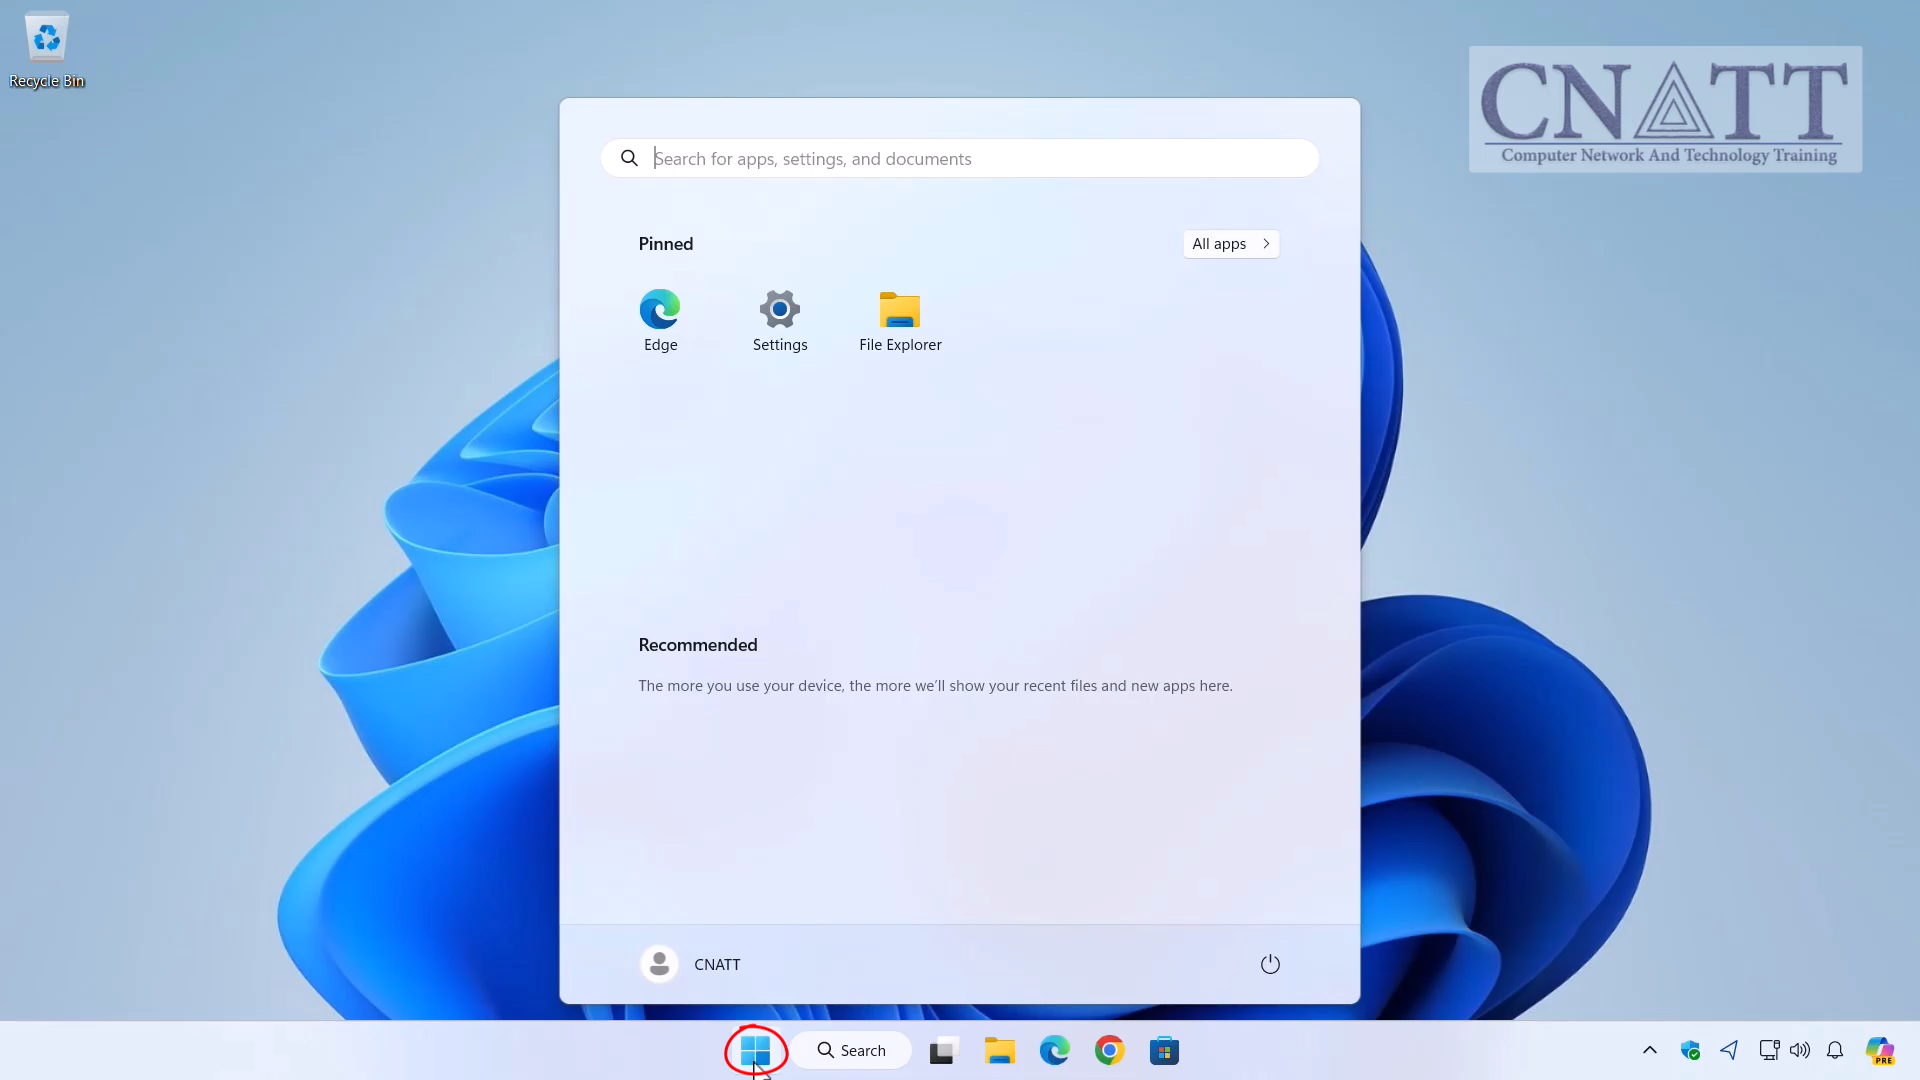 Recycle Bin
CNATT
Computer Network And Technology Training
Search for apps, settings, and documents
Pinned
All apps
Edge
Settings
File Explorer
Recommended
The more you use your device, the more we'll show your recent files and new apps here.
CNATT
Search
PRE